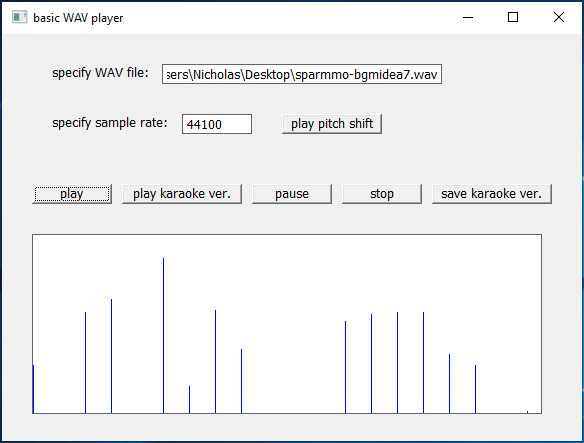 basic WAV player
specify WAV file: sers\Nicholas\Desktop\sparmmo-bgmidea7.wav
specify sample rate: 44100 play pitch shift
play play karaoke ver. pause stop save karaoke ver.